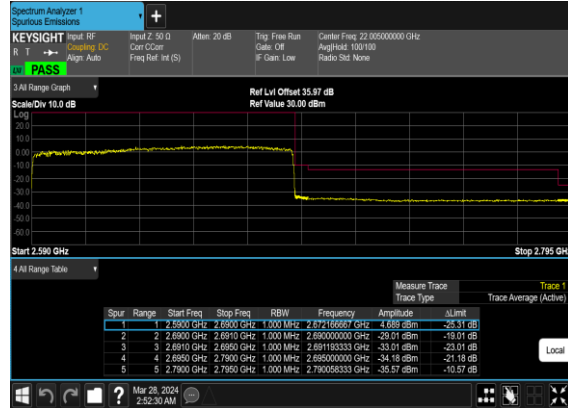 Spectrum Analyzer 1
Spurious Emissions
KEYSIGHT Input: RF Input Z: 50 Ω Atten: 20 dB Trig: Free Run Center Freq: 22.005000000 GHz
R T Coupling: DC Corr CCorr Gate: Off Avg|Hold: 100/100
Align: Auto Freq Ref: Int (S) IF Gain: Low Radio Std: None
PASS
3 All Range Graph
Ref Lvl Offset 35.97 dB
Scale/Div 10.0 dB Ref Value 30.00 dBm
Log
20.0
10.0
0.00
-10.0
-20.0
-30.0
-40.0
-50.0
-60.0
Start 2.590 GHz Stop 2.795 GH
4 All Range Table
Measure Trace Trace 1
Trace Type Trace Average (Active)
Spur Range Start Freq Stop Freq RBW Frequency Amplitude ΔLimit
1 1 2.5900 GHz 2.6900 GHz 1.000 MHz 2.672166667 GHz 4.689 dBm -25.31 dB
2 2 2.6900 GHz 2.6910 GHz 1.000 MHz 2.690000000 GHz -29.01 dBm -19.01 dB
3 3 2.6910 GHz 2.6950 GHz 1.000 MHz 2.691193333 GHz -33.01 dBm -23.01 dB
4 4 2.6950 GHz 2.7900 GHz 1.000 MHz 2.695000000 GHz -34.18 dBm -21.18 dB
5 5 2.7900 GHz 2.7950 GHz 1.000 MHz 2.790058333 GHz -35.57 dBm -10.57 dB
Local
Mar 28, 2024
2:52:30 AM